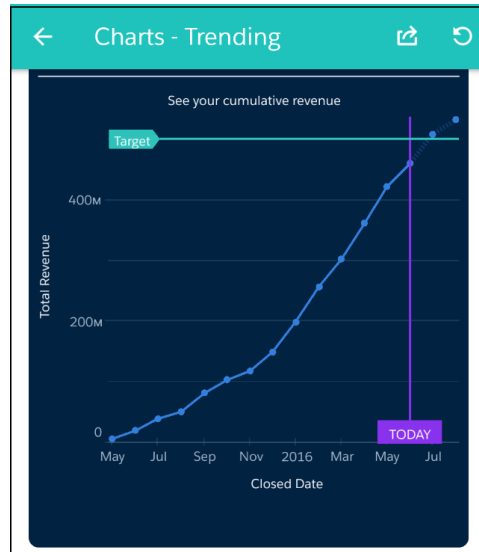 Charts - Trending
See your cumulative revenue
Target
400M
Total Revenue
200M
0
TODAY
May Jul Sep Nov 2016 Mar May Jul
Closed Date